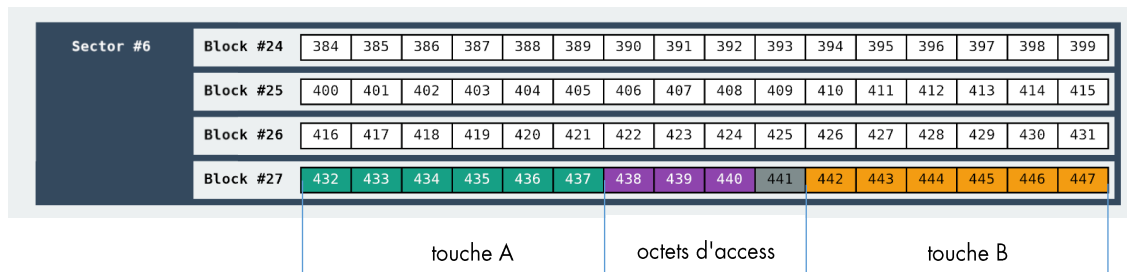 Sector #6 Block #24 384 385 386 387 388 389 390 391 392 393 394 395 396 397 398 399
Block #25 400 401 402 403 404 405 406 407 408 409 410 411 412 413 414 415
Block #26 416 417 418 419 420 421 422 423 424 425 426 427 428 429 430 431
Block #27 432 433 434 435 436 437 438 439 440 441 442 443 444 445 446 447
touche A octets d'access touche B